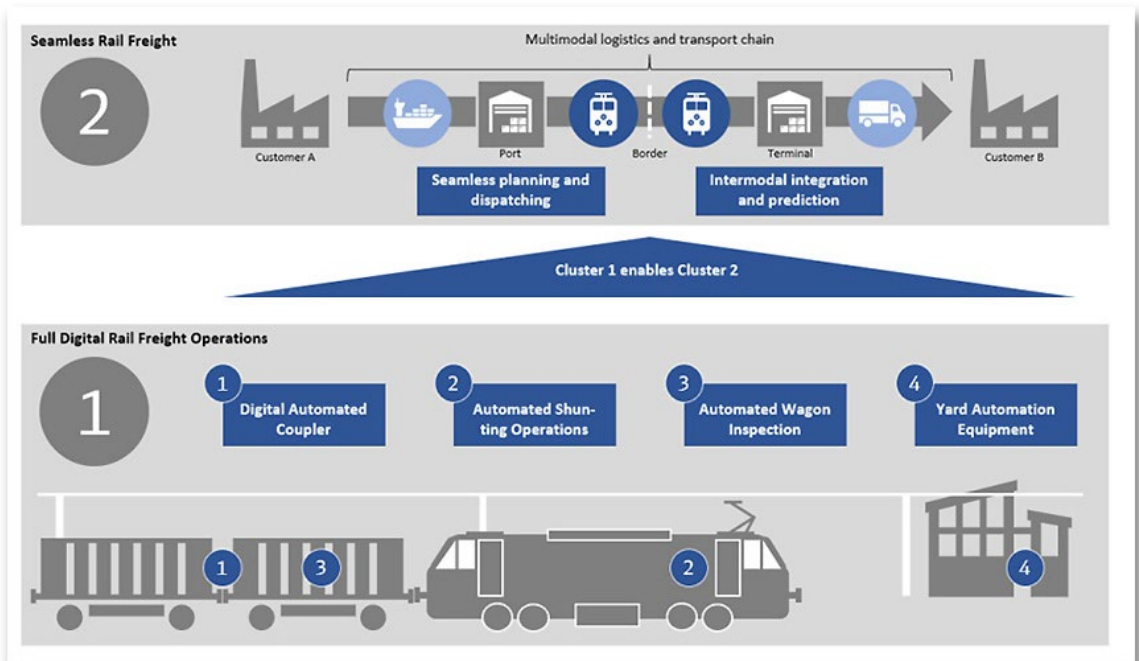 Seamless Rail Freight
Multimodal logistics and transport chain
2
Customer A
Port
Border
Terminal
Customer B
Seamless planning and
dispatching
Intermodal integration
and prediction
Cluster 1 enables Cluster 2
Full Digital Rail Freight Operations
1
1
Digital Automated
Coupler
2
Automated Shun-
ting Operations
3
Automated Wagon
Inspection
4
Yard Automation
Equipment
1
3
2
4